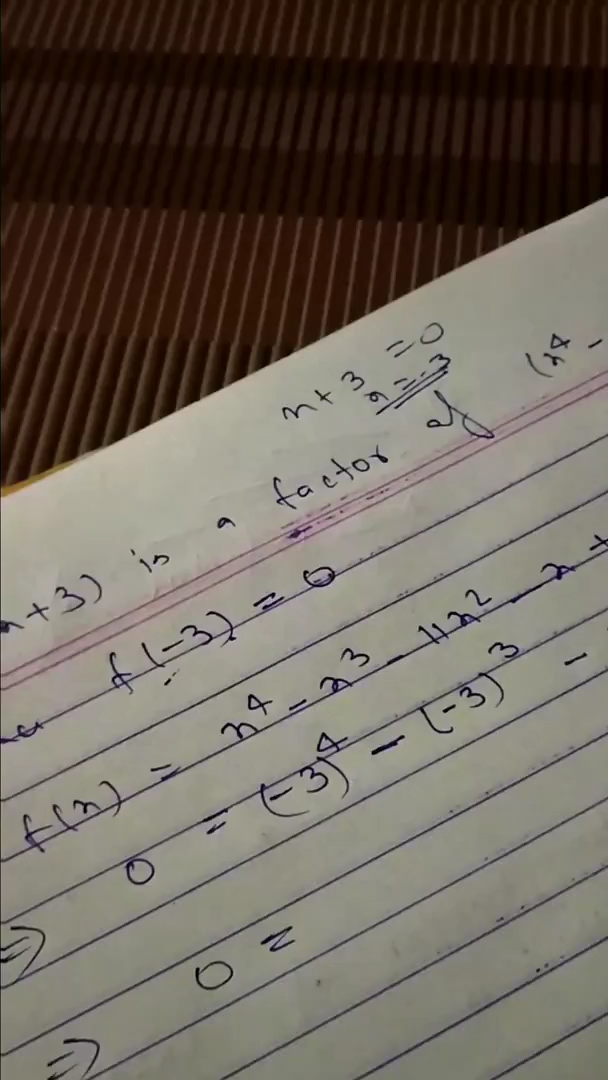 x + 3 = 0
x = -3
x+3) is a factor of (x⁴ -
f(-3) = 0
f(x) = x⁴ - x³ - 11x² - x +
=> 0 = (-3)⁴ - (-3)³ -
=> 0 =